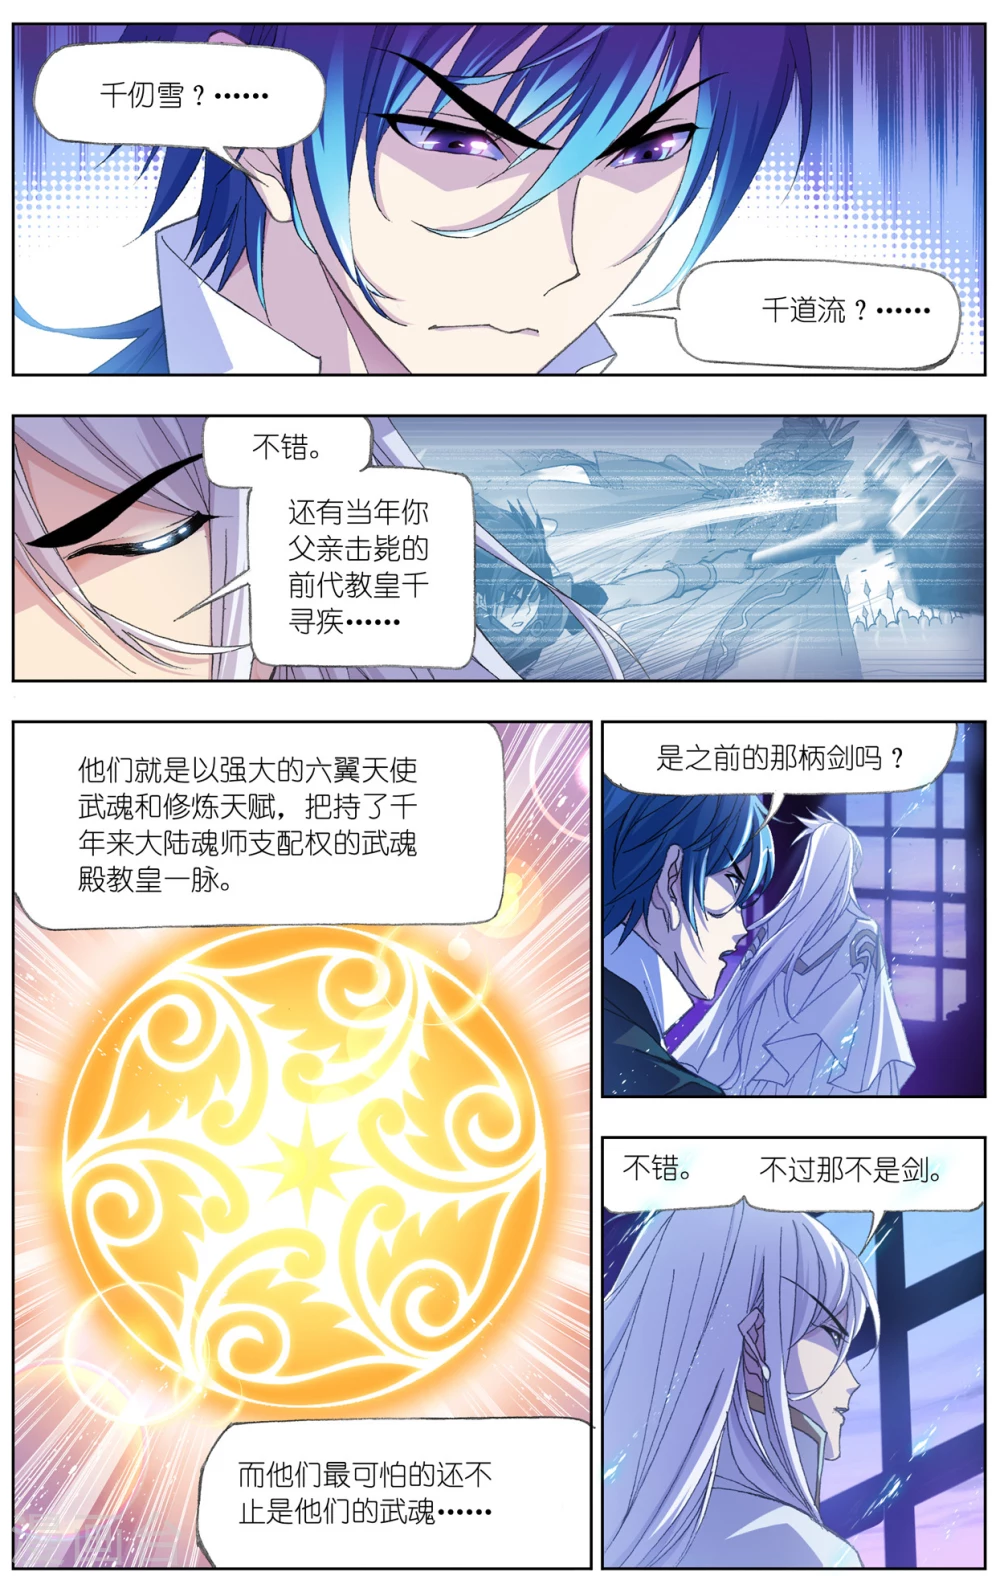 千仞雪？······
千道流？······
不错。
还有当年你
父亲击毙的
前代教皇千
寻疾······
他们就是以强大的六翼天使
武魂和修炼天赋，把持了千
年来大陆魂师支配权的武魂
殿教皇一脉。
而他们最可怕的还不
止是他们的武魂······
是之前的那柄剑吗？
不错。
不过那不是剑。